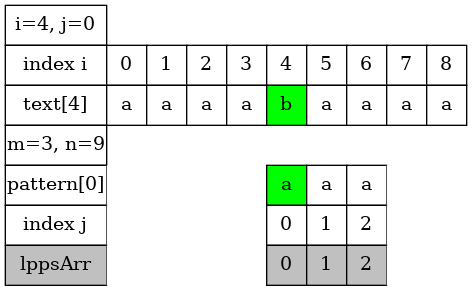 i=4, j=0
index i 0 1 2 3 4 5 6 7 8
text[4] a a a a b a a a a
m=3, n=9
pattern[0] a a a
index j 0 1 2
lppsArr 0 1 2